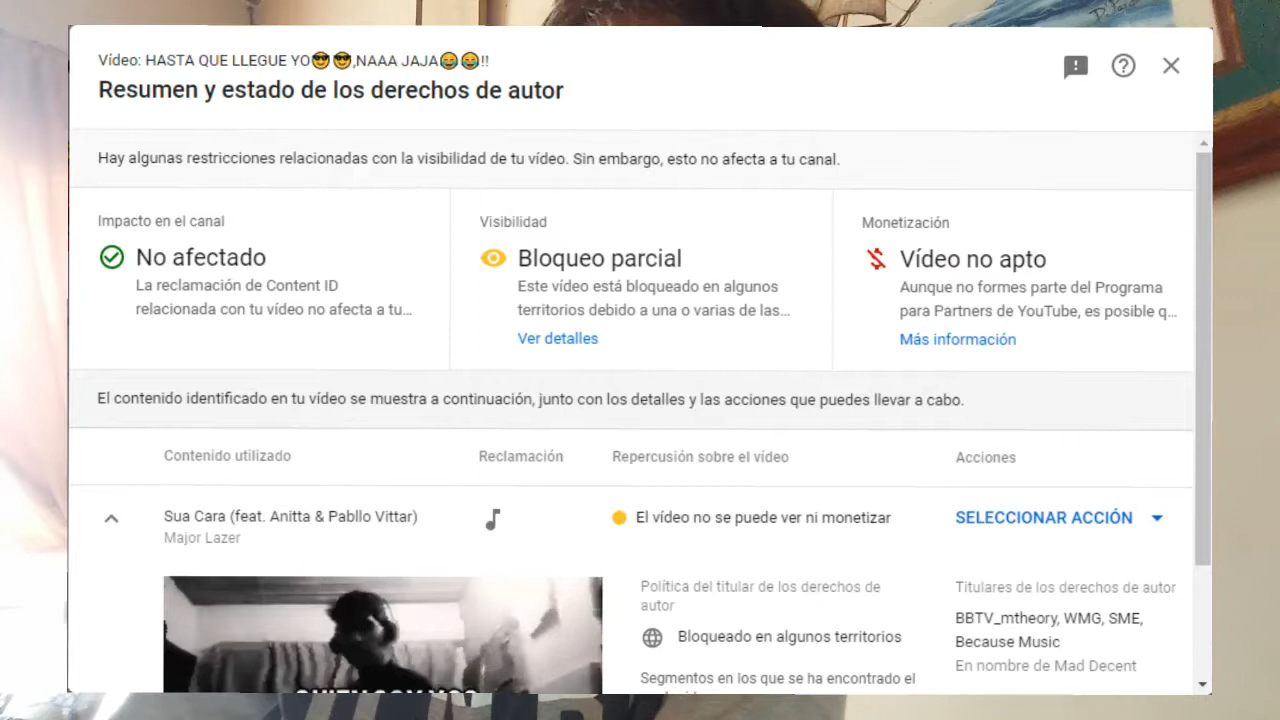 Vídeo: HASTA QUE LLEGUE YO😎😎,NAAA JAJA😂😂!!
Resumen y estado de los derechos de autor
Hay algunas restricciones relacionadas con la visibilidad de tu vídeo. Sin embargo, esto no afecta a tu canal.
Impacto en el canal
No afectado
La reclamación de Content ID
relacionada con tu vídeo no afecta a tu...
Visibilidad
Bloqueo parcial
Este vídeo está bloqueado en algunos
territorios debido a una o varias de las...
Ver detalles
Monetización
Vídeo no apto
Aunque no formes parte del Programa
para Partners de YouTube, es posible q...
Más información
El contenido identificado en tu vídeo se muestra a continuación, junto con los detalles y las acciones que puedes llevar a cabo.
Contenido utilizado
Reclamación
Repercusión sobre el vídeo
Acciones
Sua Cara (feat. Anitta & Pabllo Vittar)
Major Lazer
El vídeo no se puede ver ni monetizar
SELECCIONAR ACCIÓN
Política del titular de los derechos de
autor
Bloqueado en algunos territorios
Segmentos en los que se ha encontrado el
Titulares de los derechos de autor
BBTV_mtheory, WMG, SME,
Because Music
En nombre de Mad Decent